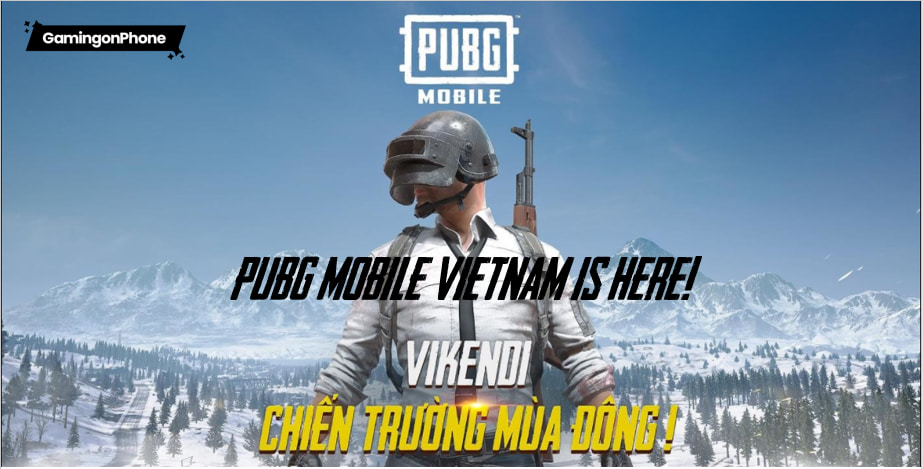 GamingonPhone
PUBG
MOBILE
PUBG MOBILE VIETNAM IS HERE!
VIKENDI
CHIẾN TRƯỜNG MÙA ĐÔNG !